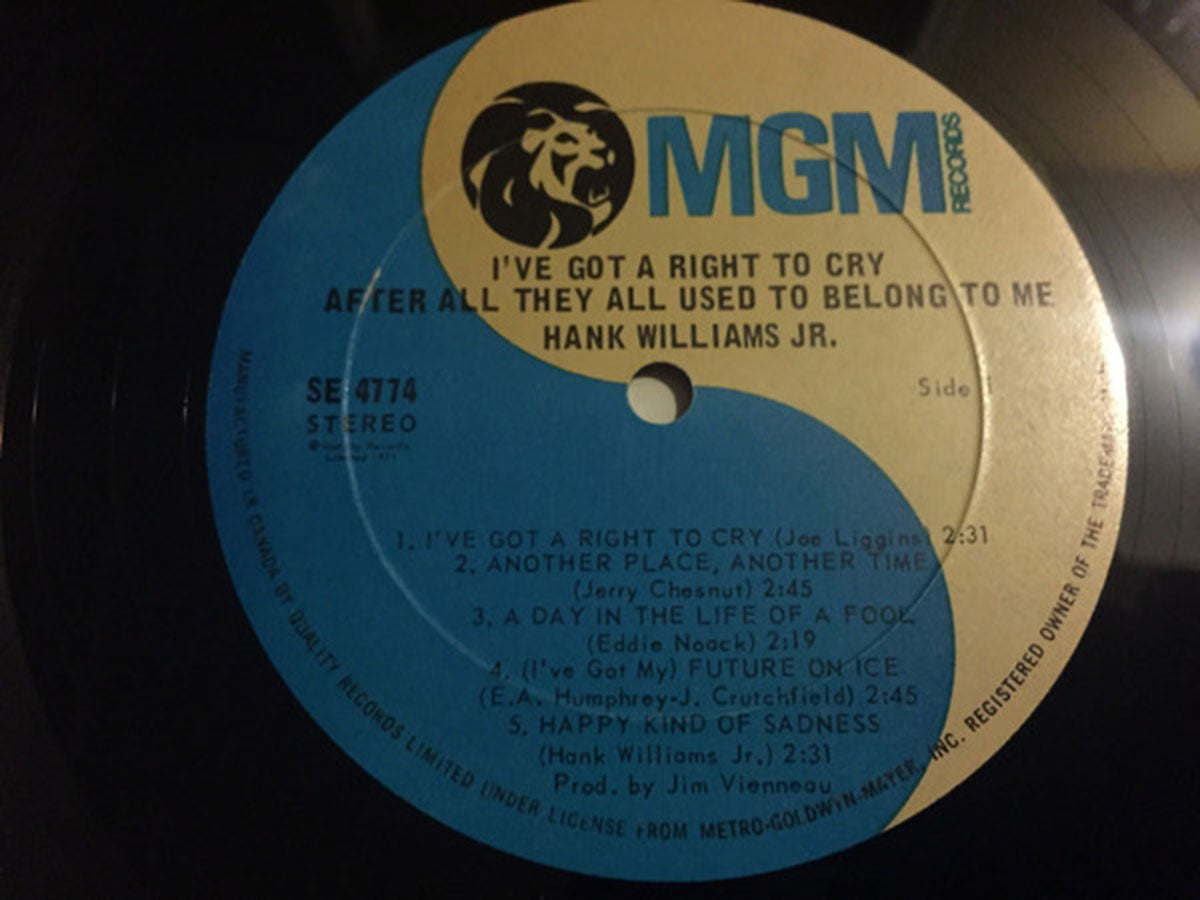 MGM RECORDS
I'VE GOT A RIGHT TO CRY
AFTER ALL THEY ALL USED TO BELONG TO ME
HANK WILLIAMS JR.
SE 4774
STEREO
Side 1
1. I'VE GOT A RIGHT TO CRY (Joe Liggins) 2:31
2. ANOTHER PLACE, ANOTHER TIME
(Jerry Chesnut) 2:45
3. A DAY IN THE LIFE OF A FOOL
(Eddie Noack) 2:19
4. (I've Got My) FUTURE ON ICE
(E.A. Humphrey-J. Crutchfield) 2:45
5. HAPPY KIND OF SADNESS
(Hank Williams Jr.) 2:31
Prod. by Jim Vienneau
MANUFACTURED IN CANADA BY QUALITY RECORDS LIMITED UNDER LICENSE FROM METRO-GOLDWYN-MAYER, INC. REGISTERED OWNER OF THE